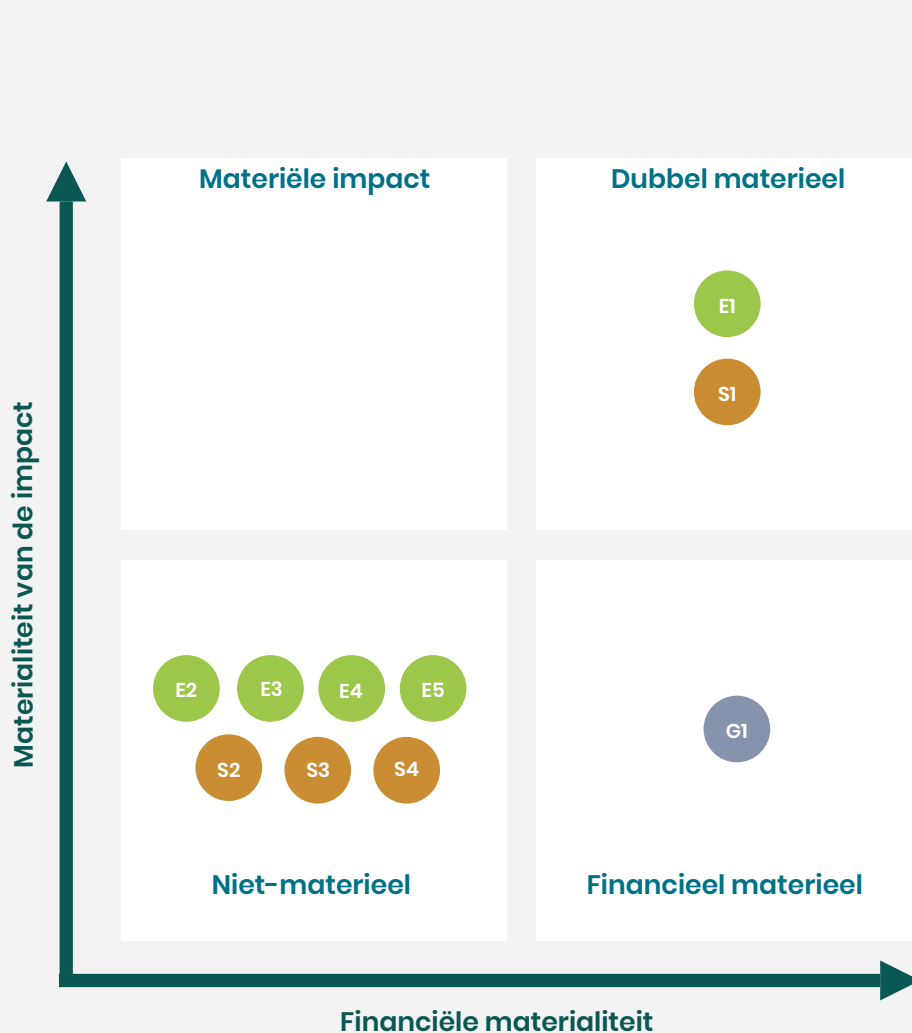 Materiële impact
Dubbel materieel
E1
S1
Materialiteit van de impact
E2
E3
E4
E5
S2
S3
S4
G1
Niet-materieel
Financieel materieel
Financiële materialiteit